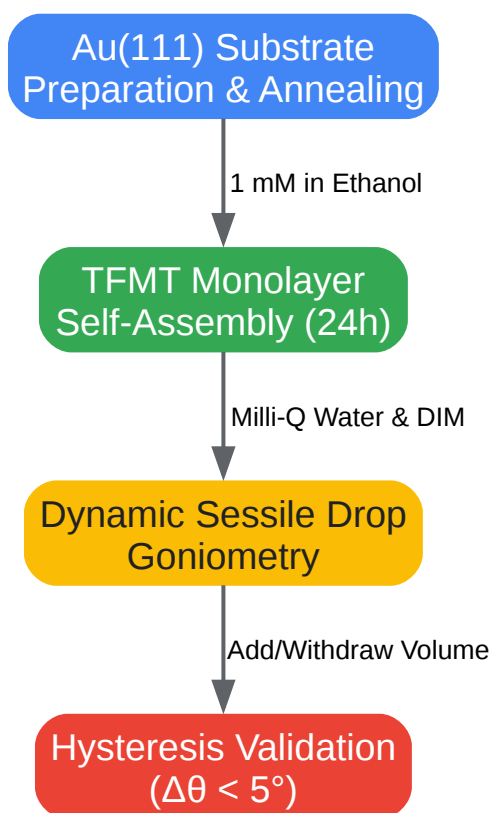 Au(111) Substrate
Preparation & Annealing
1 mM in Ethanol
TFMT Monolayer
Self-Assembly (24h)
Milli-Q Water & DIM
Dynamic Sessile Drop
Goniometry
Add/Withdraw Volume
Hysteresis Validation
(Δθ < 5°)